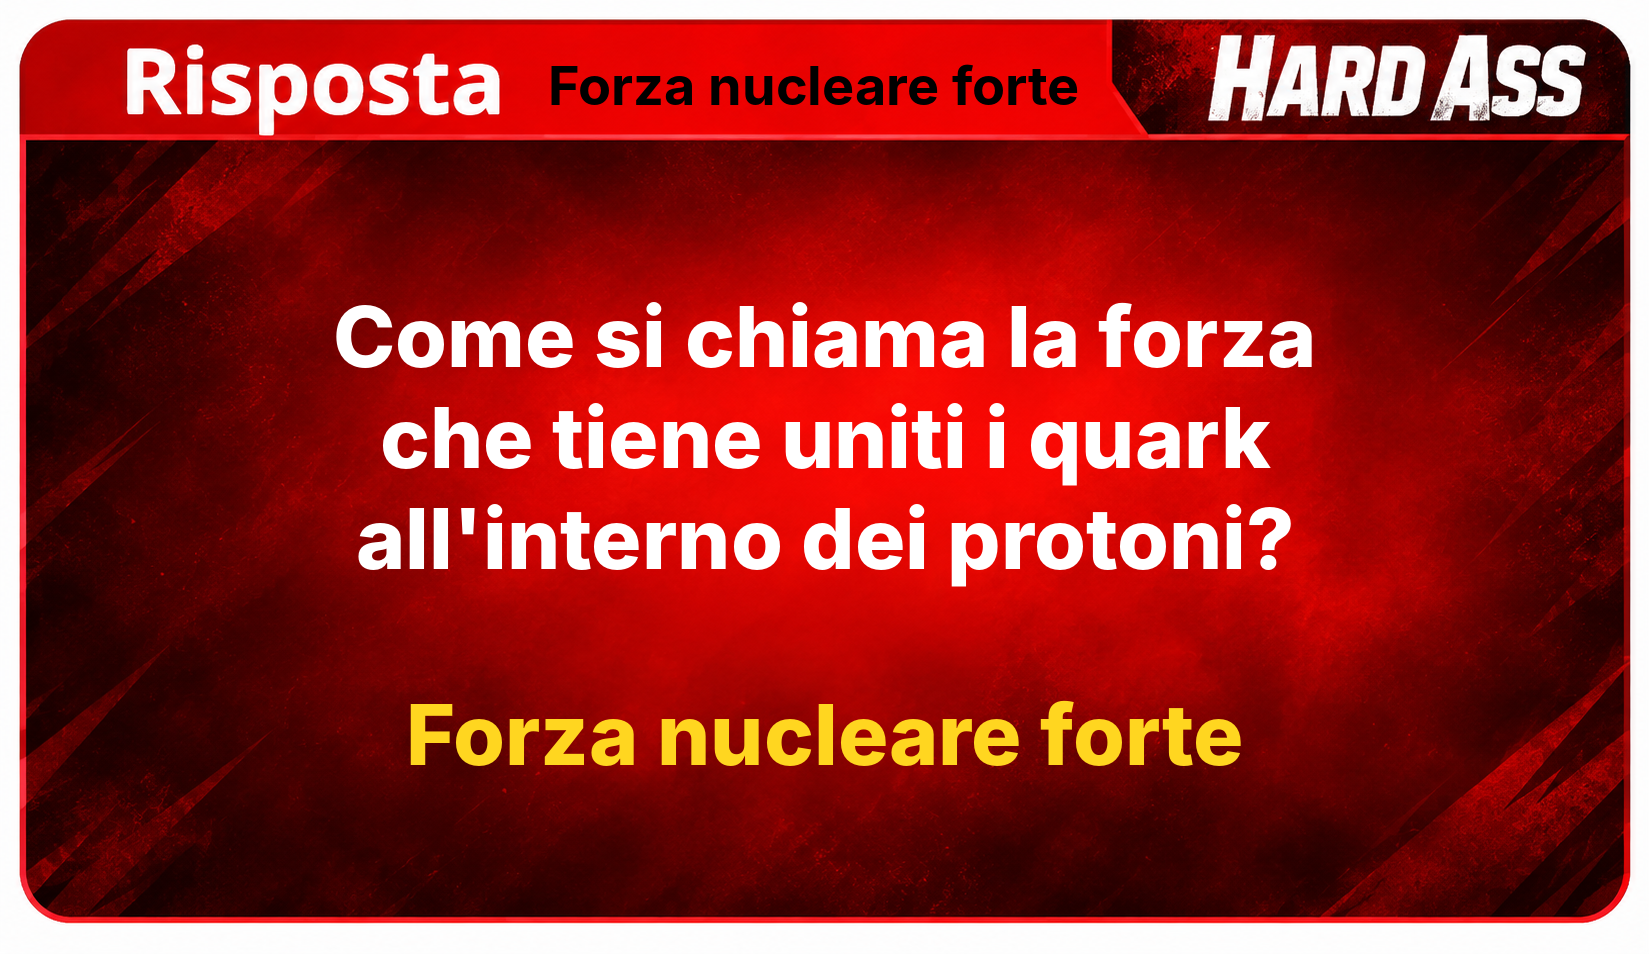 Risposta Forza nucleare forte HARD ASS
Come si chiama la forza
che tiene uniti i quark
all'interno dei protoni?
Forza nucleare forte